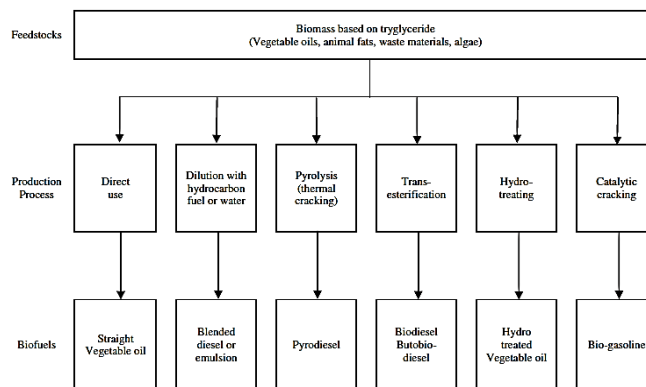 Feedstocks
Biomass based on tryglyceride
(Vegetable oils, animal fats, waste materials, algae)
Production
Process
Direct
use
Dilution with
hydrocarbon
fuel or water
Pyrolysis
(thermal
cracking)
Trans-
esterification
Hydro-
treating
Catalytic
cracking
Biofuels
Straight
Vegetable oil
Blended
diesel or
emulsion
Pyrodiesel
Biodiesel
Butobio-
diesel
Hydro
treated
Vegetable oil
Bio-gasoline